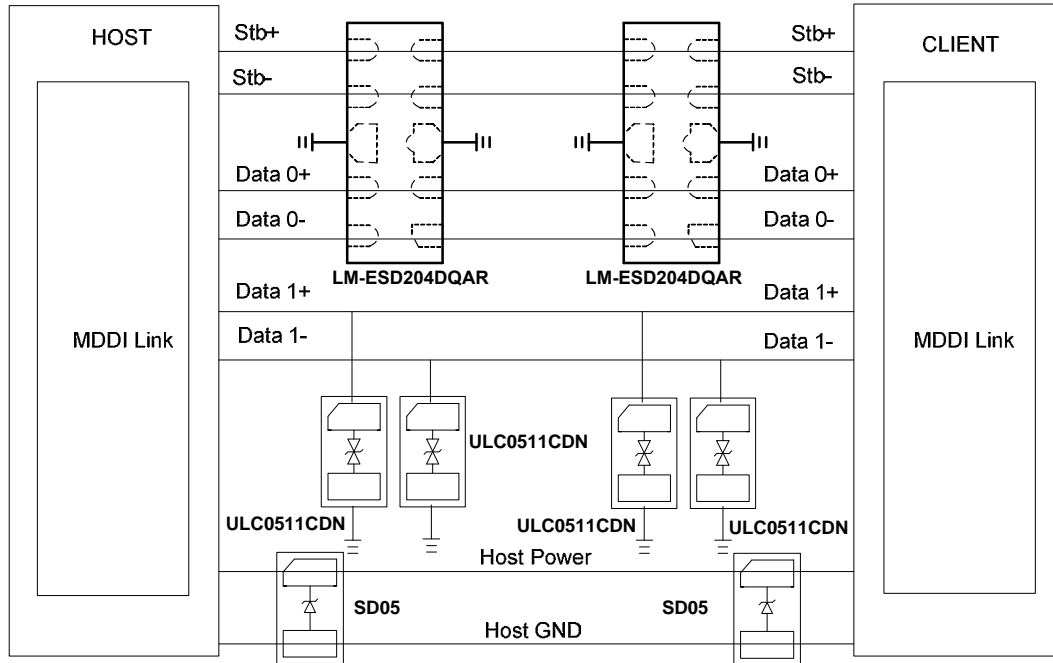 HOST
Stb+
Stb+
CLIENT
Stb-
Stb-
Data 0+
Data 0+
Data 0-
Data 0-
LM-ESD204DQAR
LM-ESD204DQAR
Data 1+
Data 1+
MDDI Link
Data 1-
Data 1-
MDDI Link
ULC0511CDN
ULC0511CDN
ULC0511CDN
ULC0511CDN
Host Power
SD05
SD05
Host GND